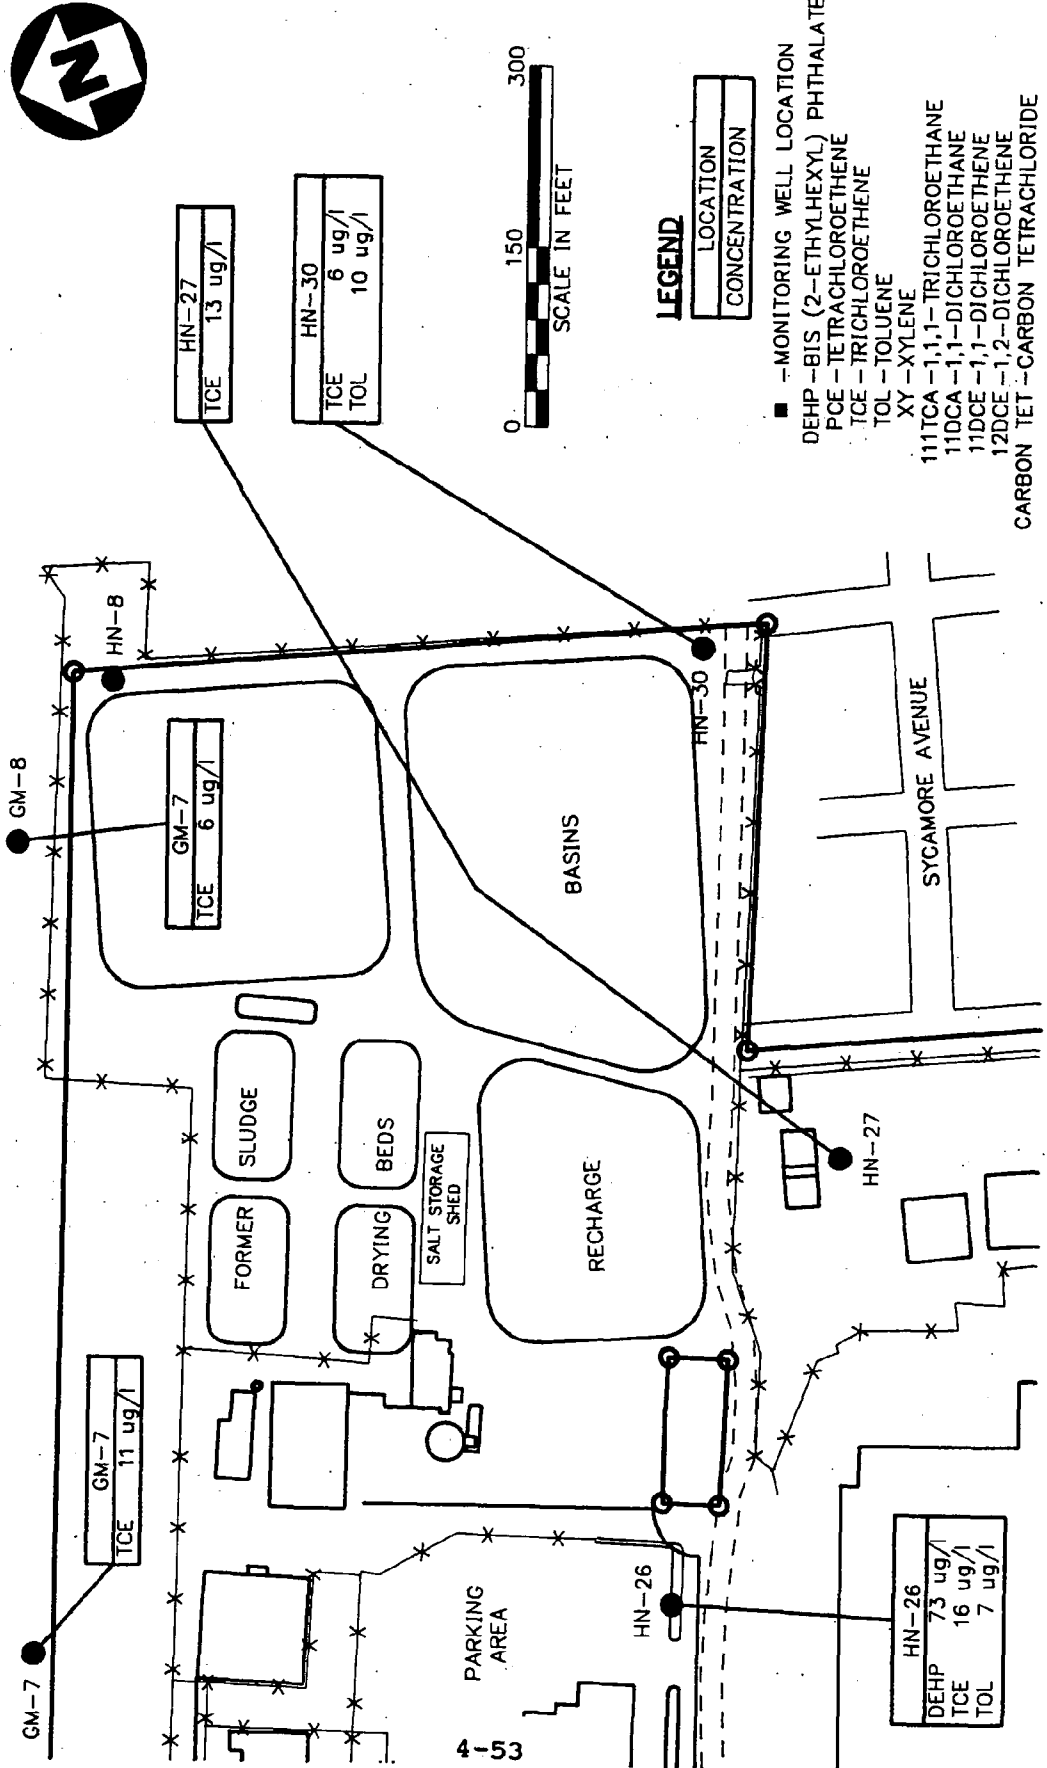 N
HN-27
TCE 13 ug/l
HN-30
TCE 6 ug/l
TOL 10 ug/l
0 150 300
SCALE IN FEET
LEGEND
LOCATION
CONCENTRATION
■ -MONITORING WELL LOCATION
DEHP -BIS (2-ETHYLHEXYL) PHTHALATE
PCE -TETRACHLOROETHENE
TCE -TRICHLOROETHENE
TOL -TOLUENE
XY -XYLENE
111TCA -1,1,1-TRICHLOROETHANE
11DCA -1,1-DICHLOROETHANE
11DCE -1,1-DICHLOROETHENE
12DCE -1,2-DICHLOROETHENE
CARBON TET -CARBON TETRACHLORIDE
GM-8
HN-8
GM-7
TCE 6 ug/l
HN-30
BASINS
SYCAMORE AVENUE
SLUDGE
BEDS
FORMER
DRYING
SALT STORAGE
SHED
RECHARGE
HN-27
GM-7
TCE 11 ug/l
GM-7
PARKING
AREA
HN-26
HN-26
DEHP 73 ug/l
TCE 16 ug/l
TOL 7 ug/l
4-53